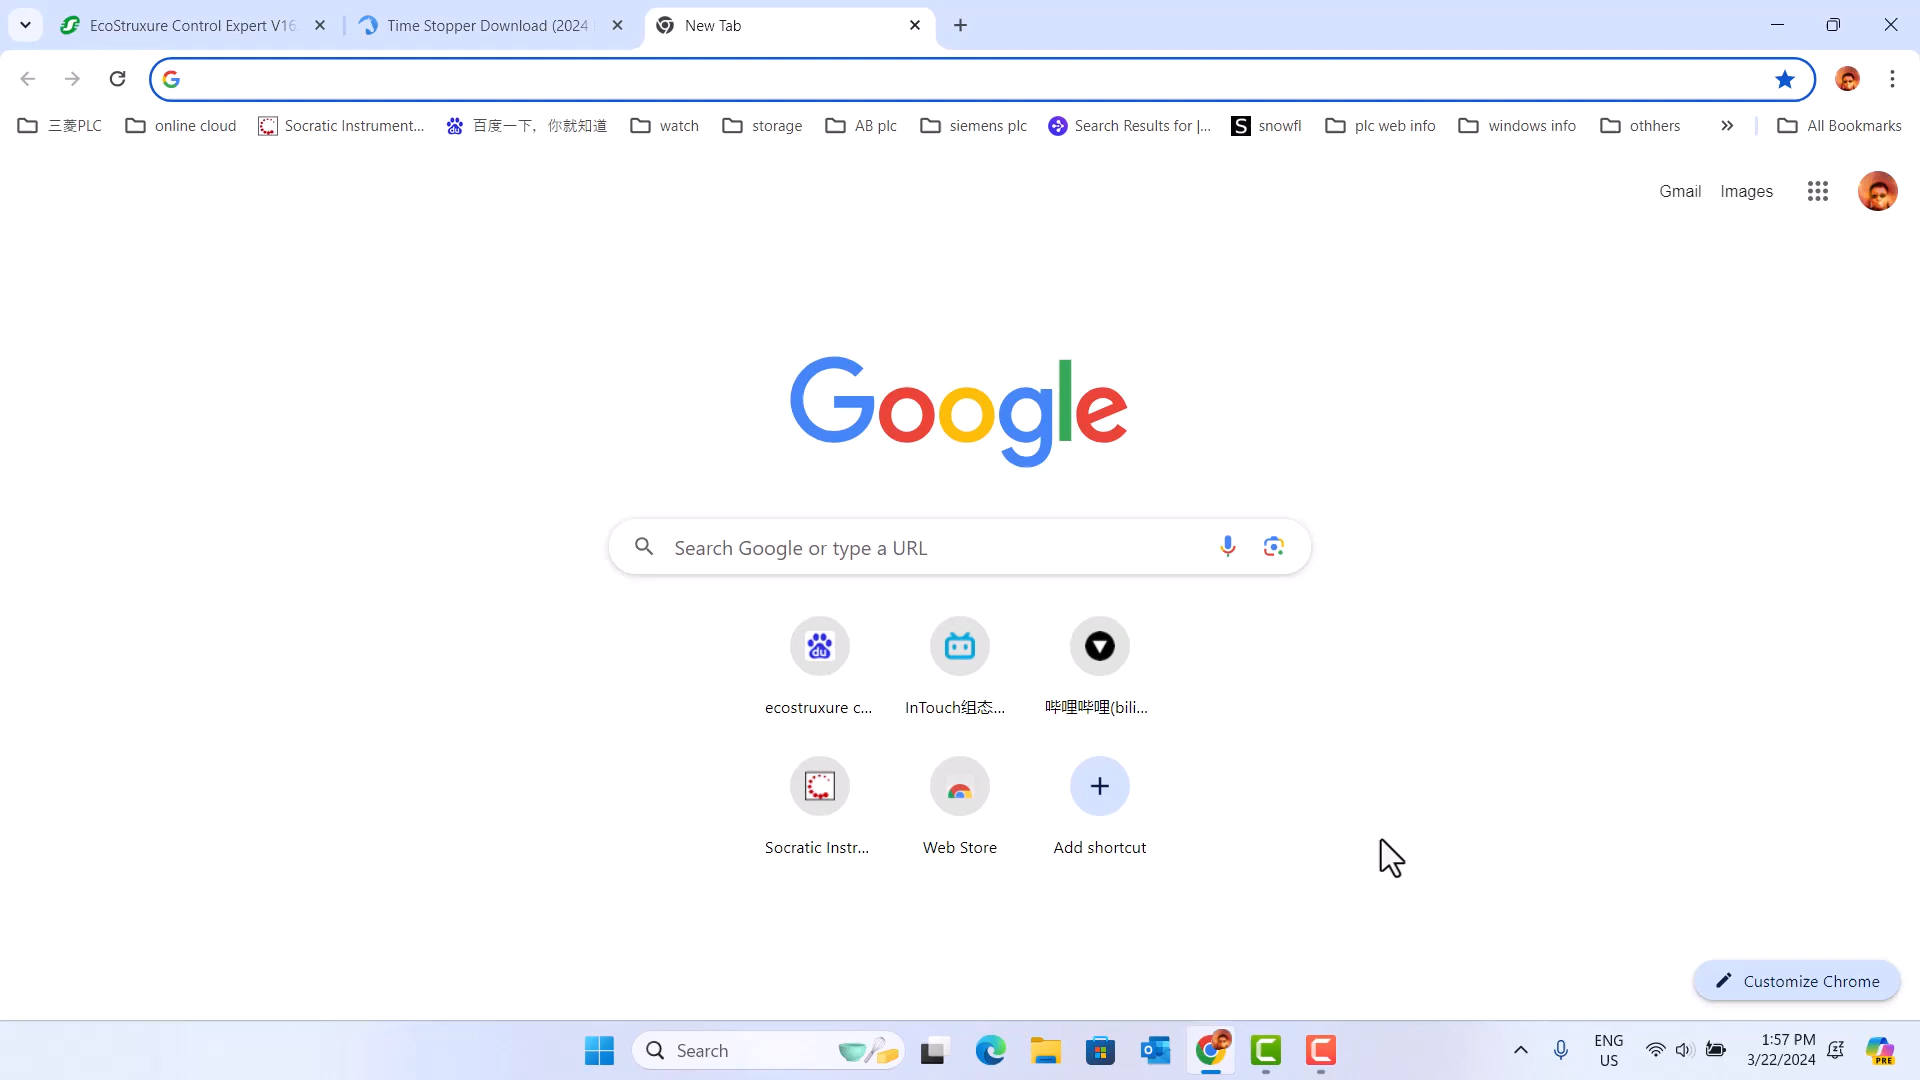 EcoStruxure Control Expert V16
Time Stopper Download (2024
New Tab
三菱PLC
online cloud
Socratic Instrument...
百度一下，你就知道
watch
storage
AB plc
siemens plc
Search Results for |...
snowfl
plc web info
windows info
othhers
All Bookmarks
Gmail
Images
Google
Search Google or type a URL
ecostruxure c...
InTouch组态...
哔哩哔哩(bili...
Socratic Instr...
Web Store
Add shortcut
Customize Chrome
Search
ENG
US
1:57 PM
3/22/2024
PRE